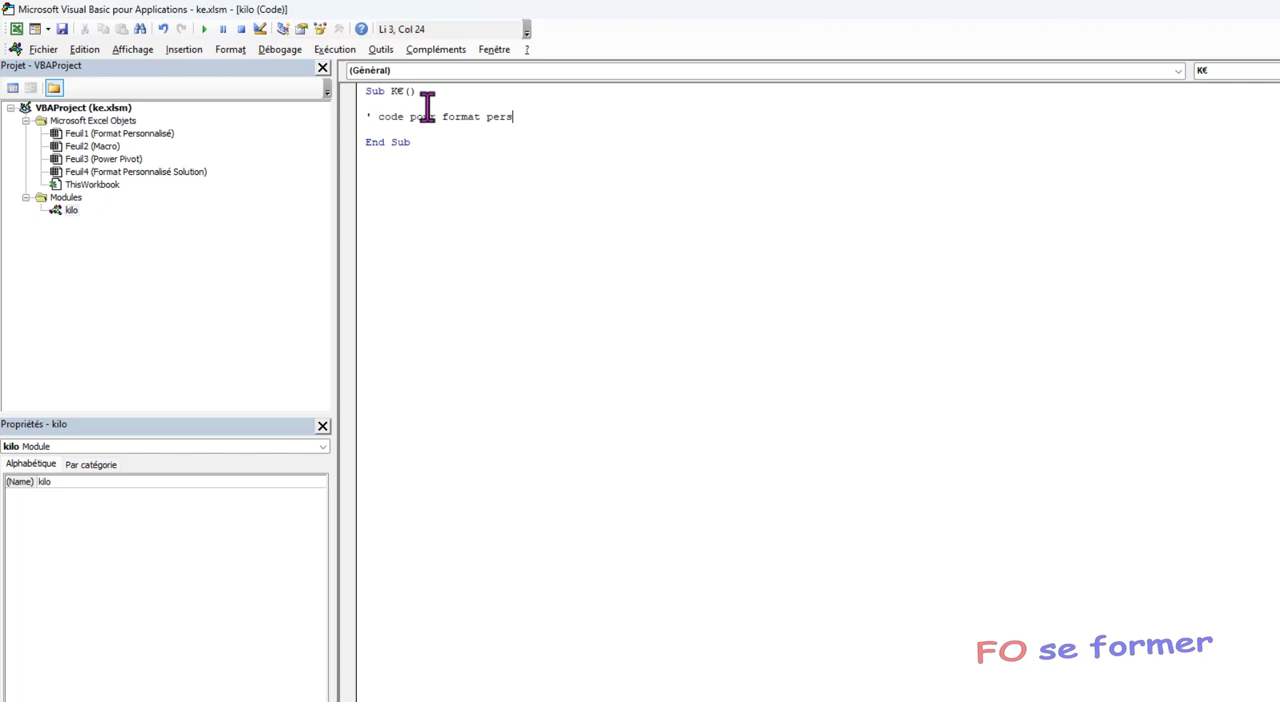 Microsoft Visual Basic pour Applications - ke.xlsm - [kilo (Code)]
Li 3, Col 24
Fichier Edition Affichage Insertion Format Débogage Exécution Outils Compléments Fenêtre ?
Projet - VBAProject
(Général)
K€
VBAProject (ke.xlsm)
Microsoft Excel Objets
Feuil1 (Format Personnalisé)
Feuil2 (Macro)
Feuil3 (Power Pivot)
Feuil4 (Format Personnalisé Solution)
ThisWorkbook
Modules
kilo
Sub K€()
' code pour format pers
End Sub
Propriétés - kilo
kilo Module
Alphabétique Par catégorie
(Name) kilo
FO se former